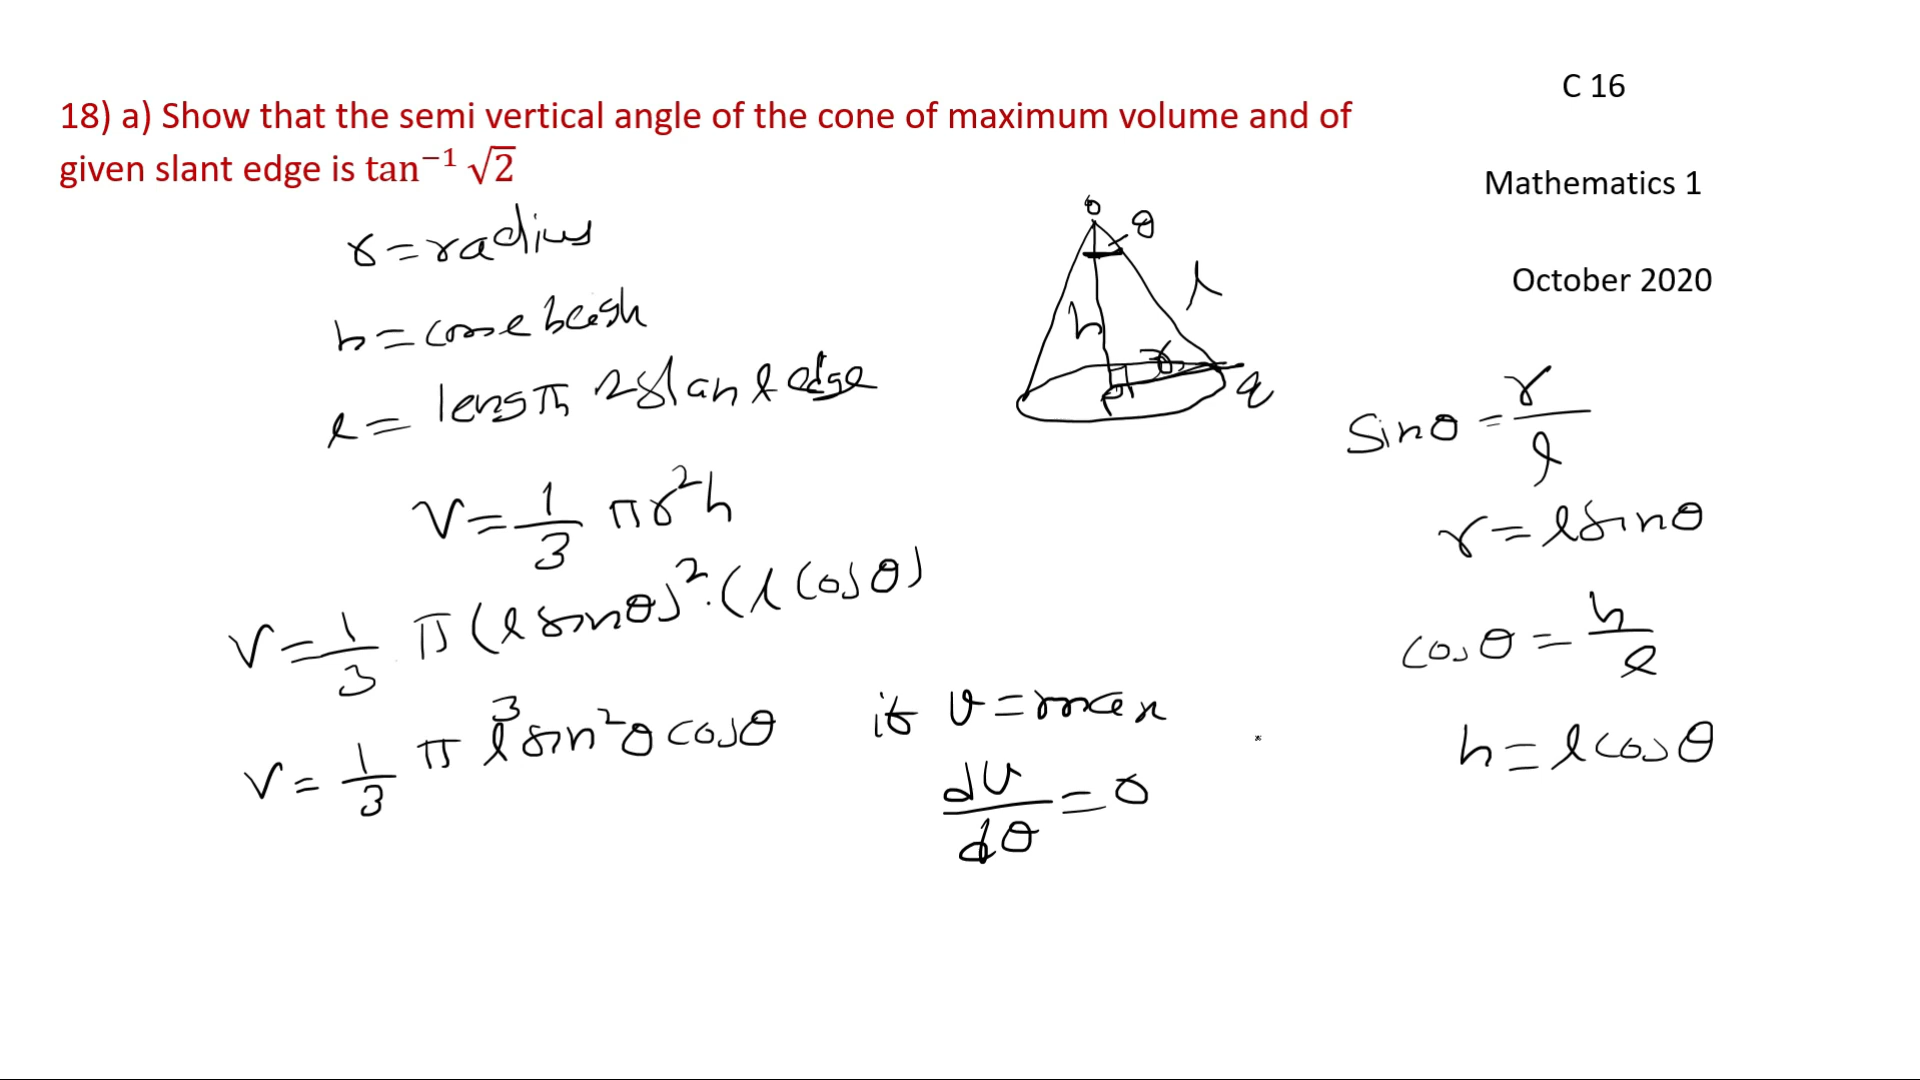 C 16
18) a) Show that the semi vertical angle of the cone of maximum volume and of
given slant edge is tan⁻¹ √2
Mathematics 1
October 2020
r = radius
h = cone heigh
l = length slant edge
O θ
l
h
r
P Q
V = 1/3 πr²h
V = 1/3 π (l sinθ)² . (l cosθ)
V = 1/3 π l³ sin²θ cosθ
if V = max
dV/dθ = 0
Sinθ = r/l
r = l sinθ
cosθ = h/l
h = l cosθ